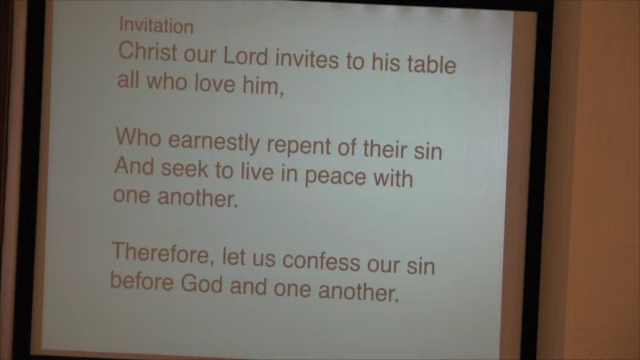 Invitation
Christ our Lord invites to his table
all who love him,
Who earnestly repent of their sin
And seek to live in peace with
one another.
Therefore, let us confess our sin
before God and one another.